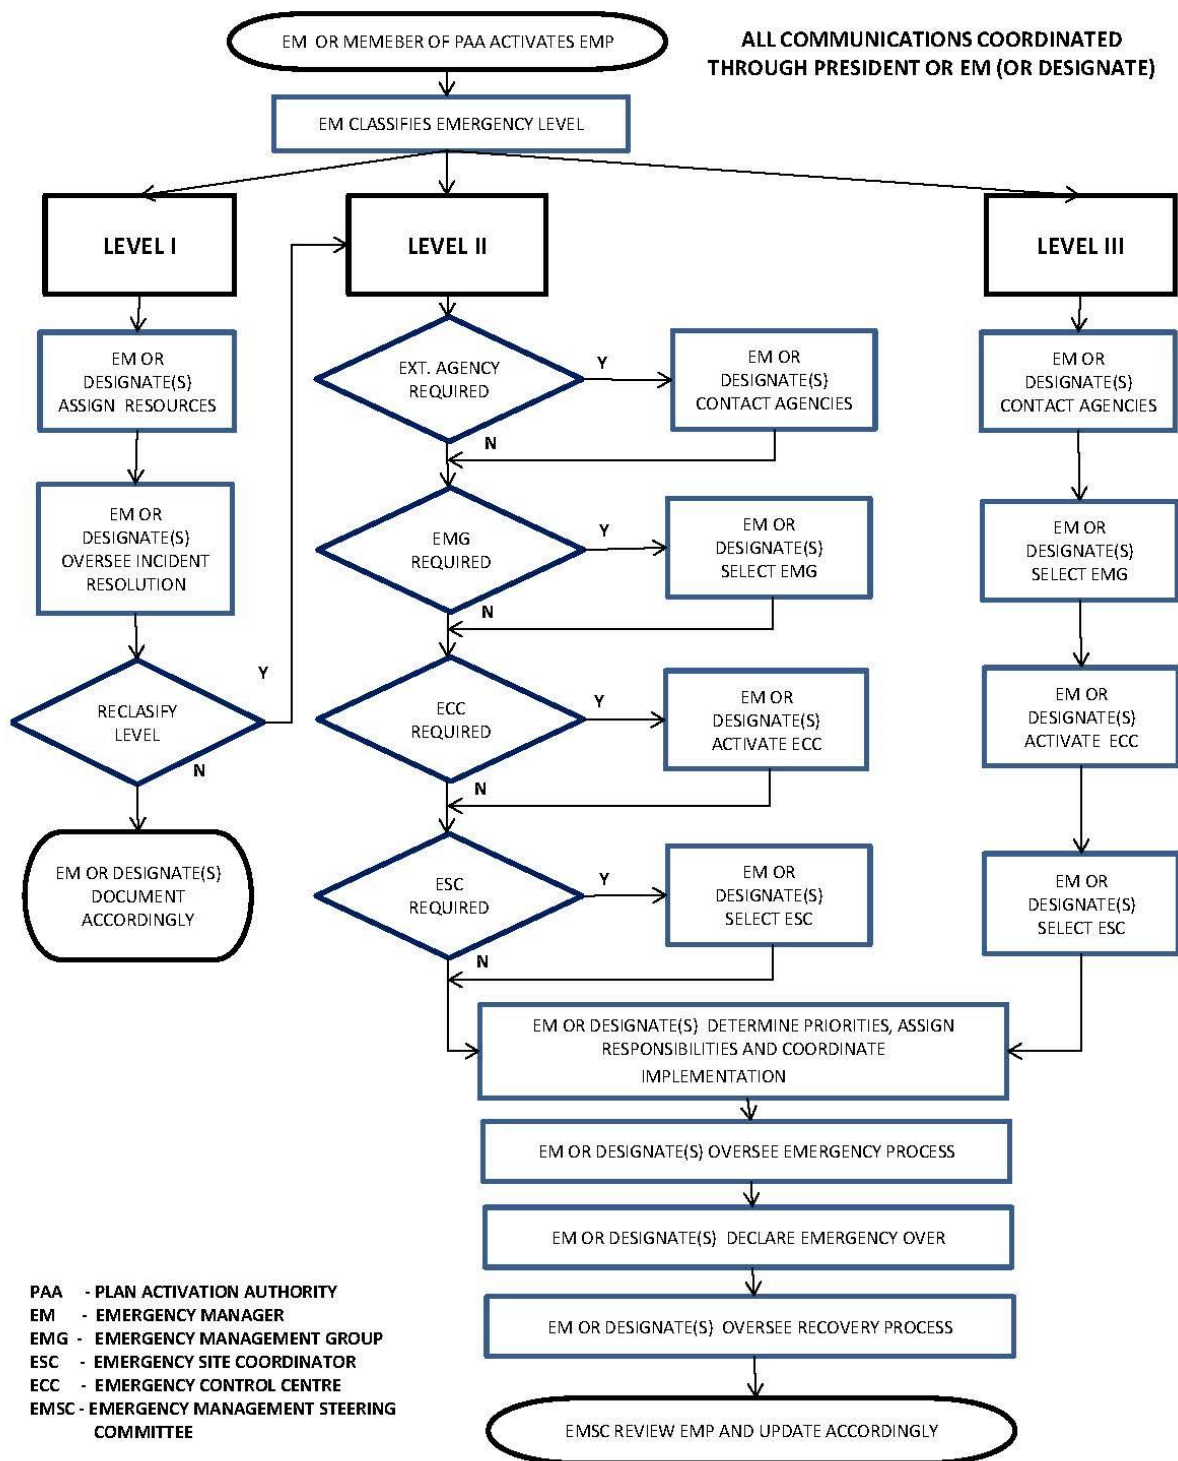 EM OR MEMEBER OF PAA ACTIVATES EMP
ALL COMMUNICATIONS COORDINATED
THROUGH PRESIDENT OR EM (OR DESIGNATE)
EM CLASSIFIES EMERGENCY LEVEL
LEVEL I
LEVEL II
LEVEL III
EM OR
DESIGNATE(S)
ASSIGN RESOURCES
EXT. AGENCY
REQUIRED
Y
EM OR
DESIGNATE(S)
CONTACT AGENCIES
EM OR
DESIGNATE(S)
CONTACT AGENCIES
N
EM OR
DESIGNATE(S)
OVERSEE INCIDENT
RESOLUTION
EMG
REQUIRED
Y
EM OR
DESIGNATE(S)
SELECT EMG
EM OR
DESIGNATE(S)
SELECT EMG
N
RECLASIFY
LEVEL
Y
N
ECC
REQUIRED
Y
EM OR
DESIGNATE(S)
ACTIVATE ECC
EM OR
DESIGNATE(S)
ACTIVATE ECC
N
EM OR DESIGNATE(S)
DOCUMENT
ACCORDINGLY
ESC
REQUIRED
Y
EM OR
DESIGNATE(S)
SELECT ESC
EM OR
DESIGNATE(S)
SELECT ESC
N
EM OR DESIGNATE(S) DETERMINE PRIORITIES, ASSIGN
RESPONSIBILITIES AND COORDINATE
IMPLEMENTATION
EM OR DESIGNATE(S) OVERSEE EMERGENCY PROCESS
EM OR DESIGNATE(S) DECLARE EMERGENCY OVER
EM OR DESIGNATE(S) OVERSEE RECOVERY PROCESS
EMSC REVIEW EMP AND UPDATE ACCORDINGLY
PAA - PLAN ACTIVATION AUTHORITY
EM - EMERGENCY MANAGER
EMG - EMERGENCY MANAGEMENT GROUP
ESC - EMERGENCY SITE COORDINATOR
ECC - EMERGENCY CONTROL CENTRE
EMSC - EMERGENCY MANAGEMENT STEERING
COMMITTEE